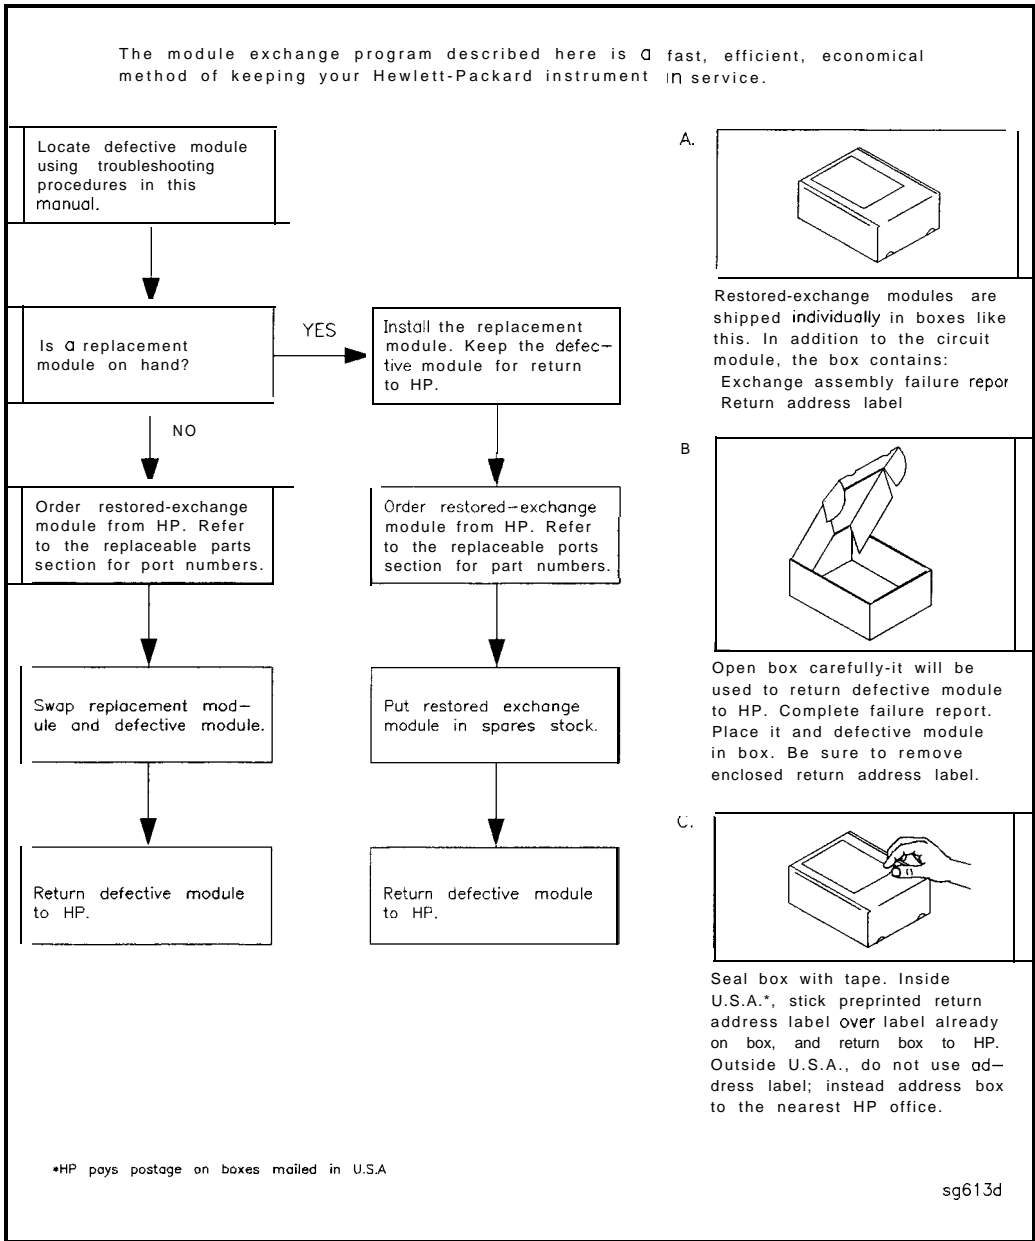 The module exchange program described here is a fast, efficient, economical
method of keeping your Hewlett-Packard instrument in service.
Locate defective module
using troubleshooting
procedures in this
manual.
Is a replacement
module on hand?
YES
Install the replacement
module. Keep the defec-
tive module for return
to HP.
NO
Order restored-exchange
module from HP. Refer
to the replaceable parts
section for port numbers.
Order restored-exchange
module from HP. Refer
to the replaceable ports
section for part numbers.
Swap replacement mod-
ule and defective module.
Put restored exchange
module in spares stock.
Return defective module
to HP.
Return defective module
to HP.
A.
Restored-exchange modules are
shipped individually in boxes like
this. In addition to the circuit
module, the box contains:
Exchange assembly failure repor
Return address label
B
Open box carefully-it will be
used to return defective module
to HP. Complete failure report.
Place it and defective module
in box. Be sure to remove
enclosed return address label.
C.
Seal box with tape. Inside
U.S.A.*, stick preprinted return
address label over label already
on box, and return box to HP.
Outside U.S.A., do not use ad-
dress label; instead address box
to the nearest HP office.
*HP pays postage on boxes mailed in U.S.A
sg613d